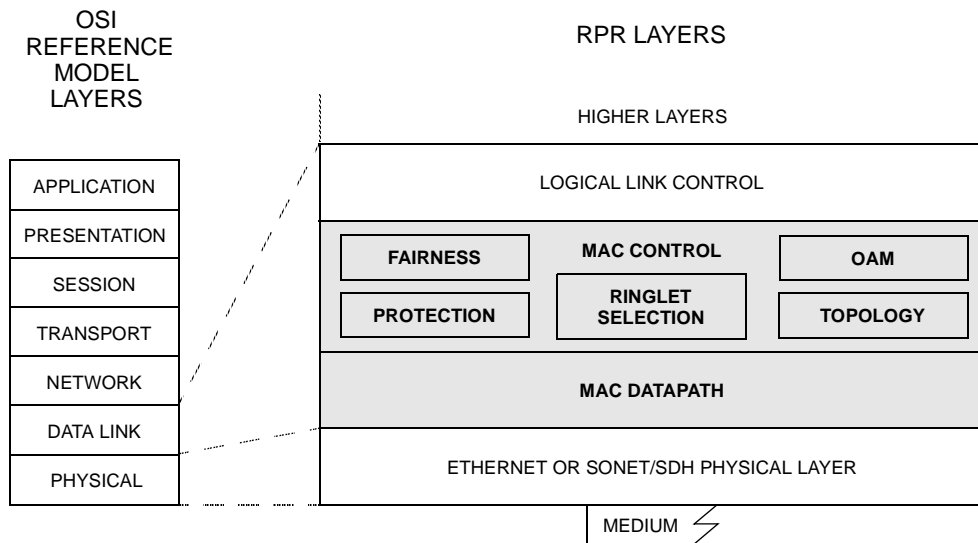 OSI
REFERENCE
MODEL
LAYERS
RPR LAYERS
HIGHER LAYERS
APPLICATION
PRESENTATION
SESSION
TRANSPORT
NETWORK
DATA LINK
PHYSICAL
LOGICAL LINK CONTROL
FAIRNESS
MAC CONTROL
OAM
PROTECTION
RINGLET
SELECTION
TOPOLOGY
MAC DATAPATH
ETHERNET OR SONET/SDH PHYSICAL LAYER
MEDIUM